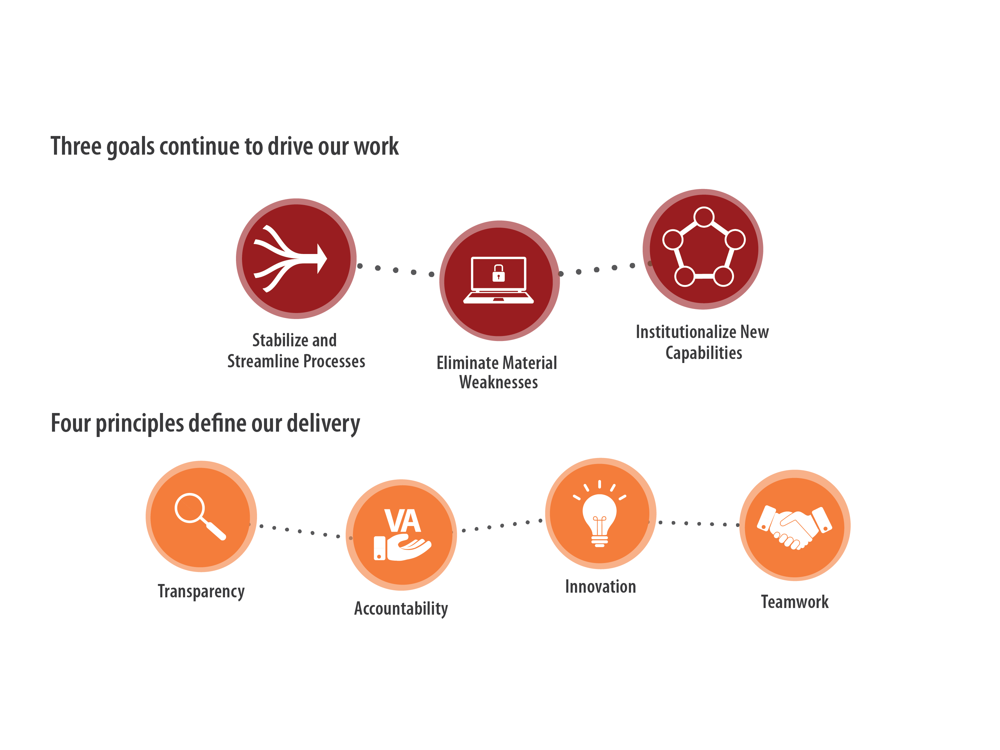 Three goals continue to drive our work
Stabilize and
Streamline Processes
Eliminate Material
Weaknesses
Institutionalize New
Capabilities
Four principles define our delivery
Transparency
VA
Accountability
Innovation
Teamwork